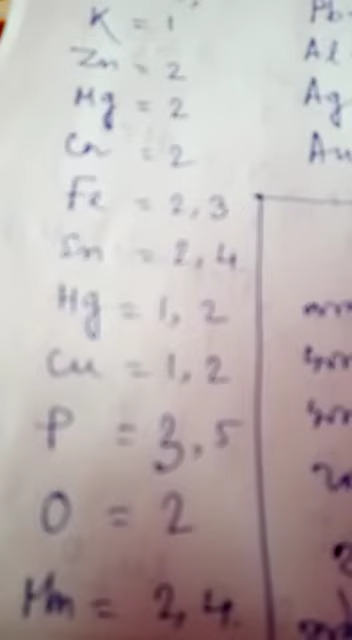 K = 1
Pb
Zn = 2
Al
Mg = 2
Ag
Ca = 2
Au
Fe = 2, 3
Sn = 2, 4
Hg = 1, 2
Cu = 1, 2
P = 3, 5
O = 2
Mn = 2, 4